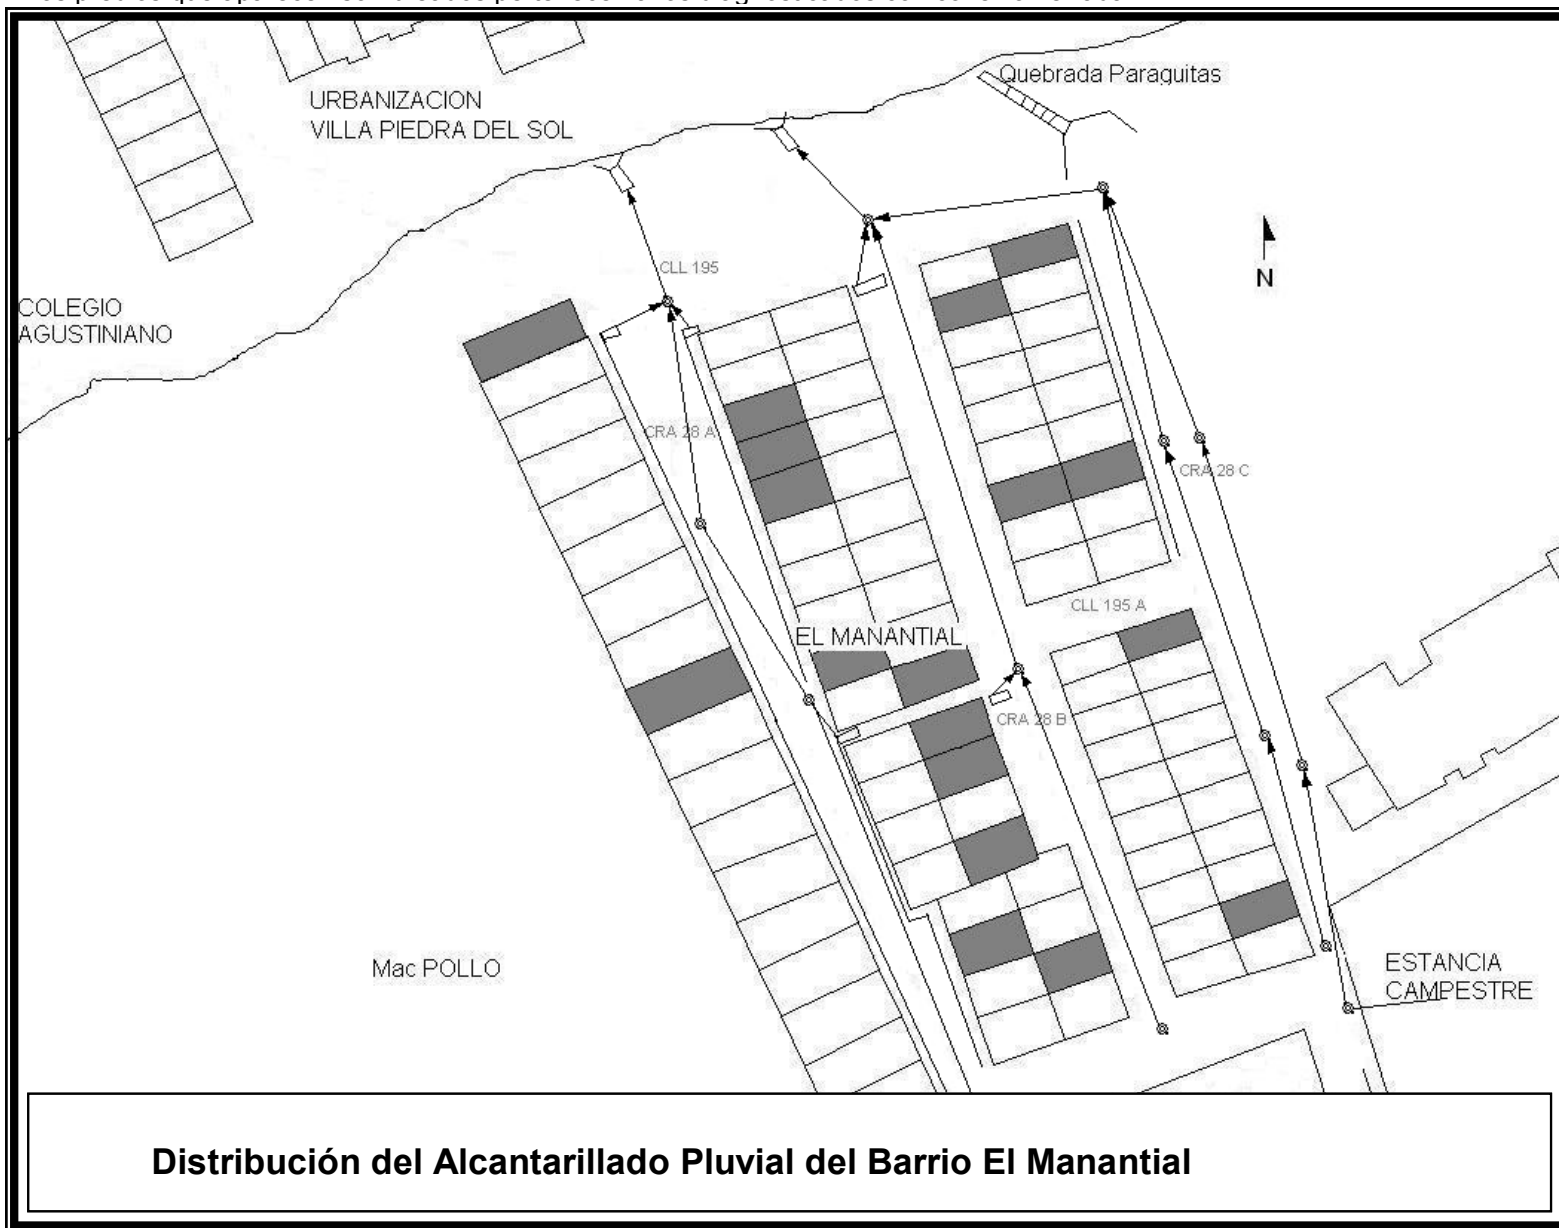 Quebrada Paraguitas
URBANIZACION
VILLA PIEDRA DEL SOL
CLL 195
N
COLEGIO
AGUSTINIANO
CRA 28 A
CRA 28 C
CLL 195 A
EL MANANTIAL
CRA 28 B
Mac POLLO
ESTANCIA
CAMPESTRE
Distribución del Alcantarillado Pluvial del Barrio El Manantial